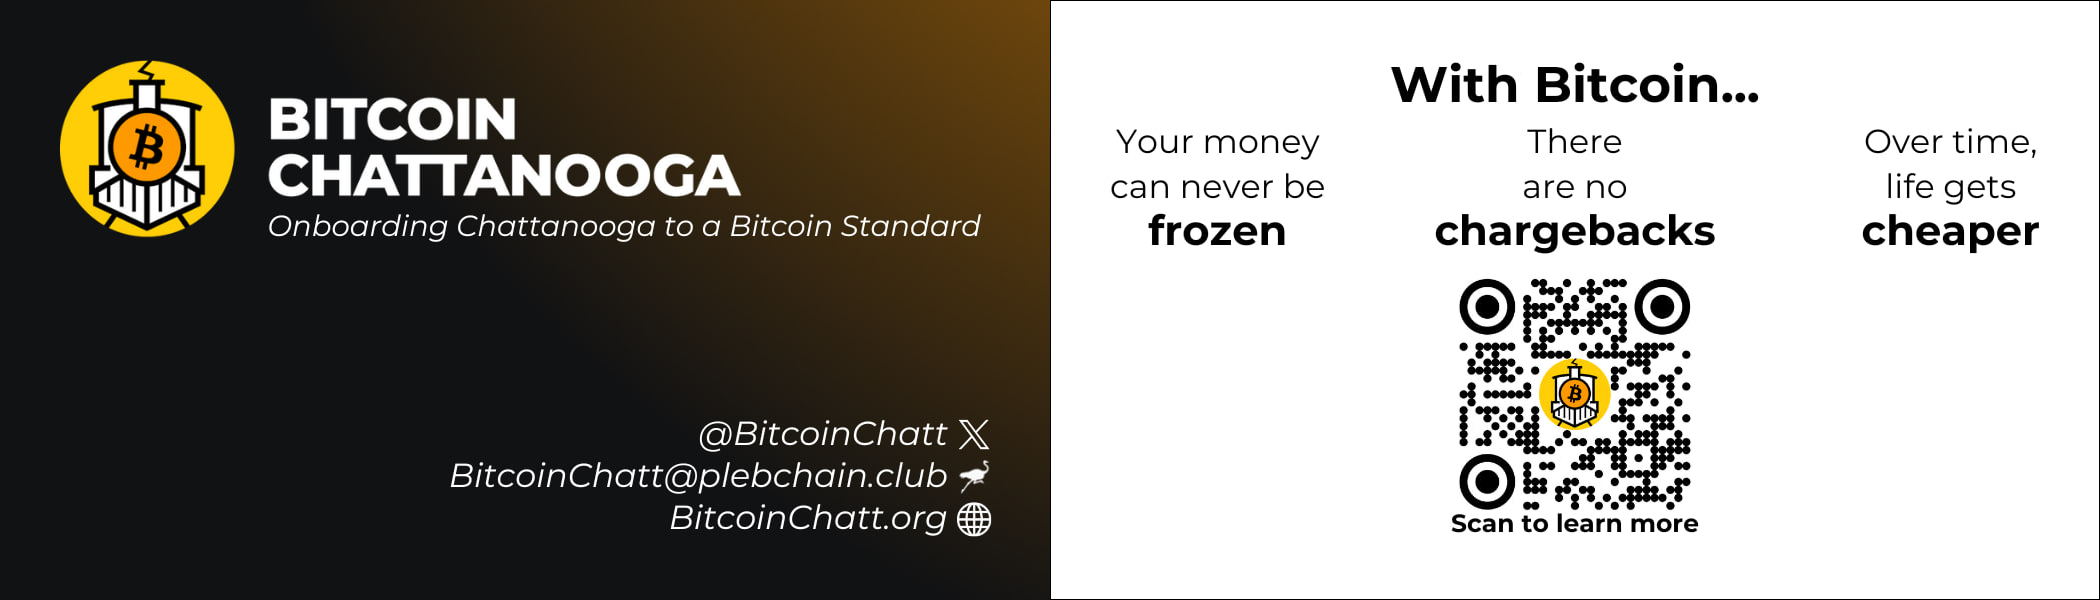 BITCOIN
CHATTANOOGA
Onboarding Chattanooga to a Bitcoin Standard
@BitcoinChatt
BitcoinChatt@plebchain.club
BitcoinChatt.org
With Bitcoin...
Your money
can never be
frozen
There
are no
chargebacks
Over time,
life gets
cheaper
Scan to learn more